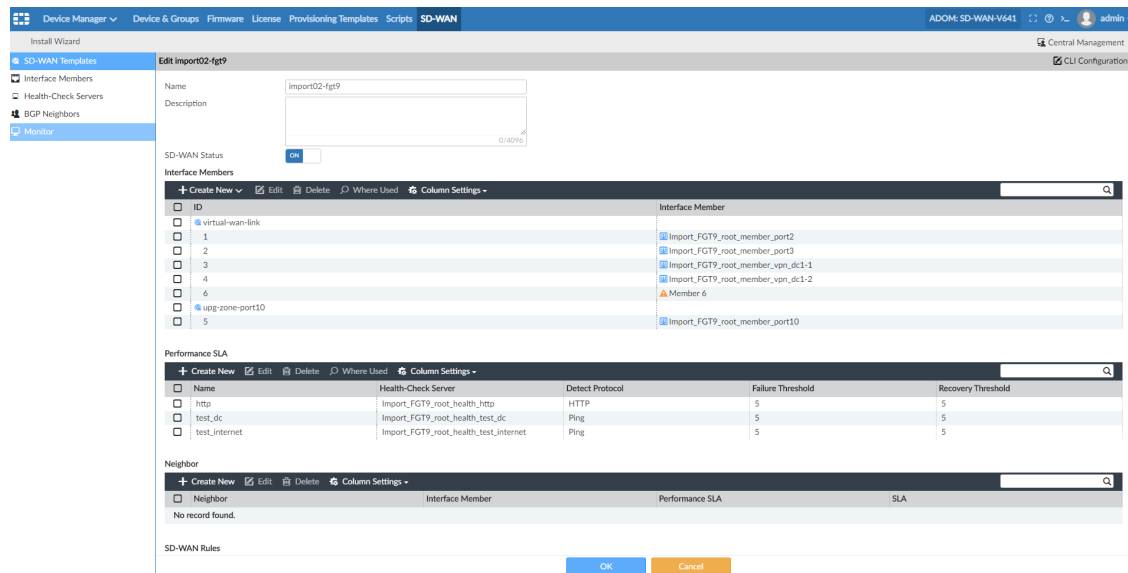 Device Manager Device & Groups Firmware License Provisioning Templates Scripts SD-WAN ADOM: SD-WAN-V641 admin
Install Wizard Central Management
SD-WAN Templates Edit import02-fgt9 CLI Configuration
Interface Members
Health-Check Servers
BGP Neighbors
Monitor
Name import02-fgt9
Description
0/4096
SD-WAN Status ON
Interface Members
Create New Edit Delete Where Used Column Settings
ID Interface Member
virtual-wan-link
1 Import_FGT9_root_member_port2
2 Import_FGT9_root_member_port3
3 Import_FGT9_root_member_vpn_dc1-1
4 Import_FGT9_root_member_vpn_dc1-2
6 Member 6
upg-zone-port10
5 Import_FGT9_root_member_port10
Performance SLA
Create New Edit Delete Where Used Column Settings
Name Health-Check Server Detect Protocol Failure Threshold Recovery Threshold
http Import_FGT9_root_health_http HTTP 5 5
test_dc Import_FGT9_root_health_test_dc Ping 5 5
test_internet Import_FGT9_root_health_test_internet Ping 5 5
Neighbor
Create New Edit Delete Column Settings
Neighbor Interface Member Performance SLA SLA
No record found.
SD-WAN Rules
OK Cancel